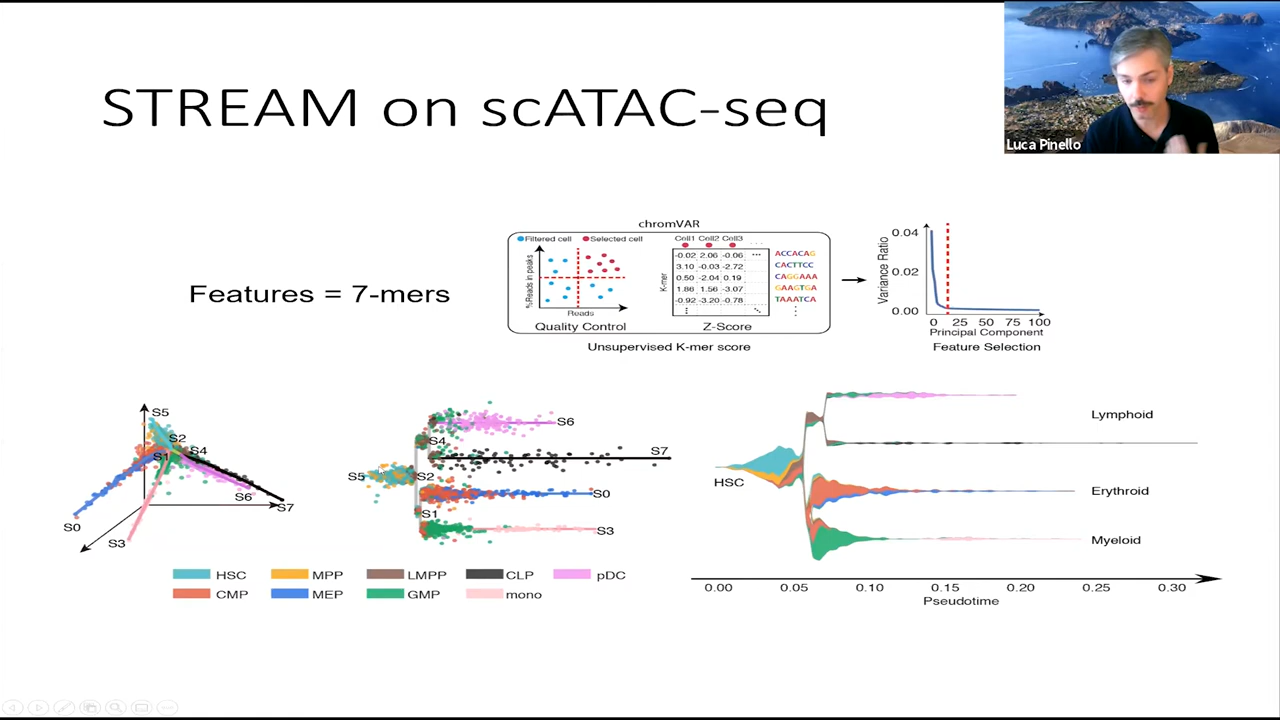 STREAM on scATAC-seq
Luca Pinello
Features = 7-mers
chromVAR
Filtered cell Selected cell
%Reads in peaks
Reads
Quality Control
Cell1 Cell2 Cell3 ...
K-mer
-0.02 2.06 -0.06 ...
3.10 -0.03 -2.72
0.50 -2.04 0.19
1.86 1.56 -3.07
-0.92 -3.20 -0.78
ACCACAG
CACTTCC
CAGGAAA
GAAGTGA
TAAATCA
Z-Score
Unsupervised K-mer score
Variance Ratio
0.04
0.02
0.00
0 25 50 75 100
Principal Component
Feature Selection
S5
S2
S4
S1
S6
S7
S0
S3
S6
S4
S7
S5
S2
S0
S1
S3
HSC MPP LMPP CLP pDC
CMP MEP GMP mono
HSC
Lymphoid
Erythroid
Myeloid
0.00 0.05 0.10 0.15 0.20 0.25 0.30
Pseudotime